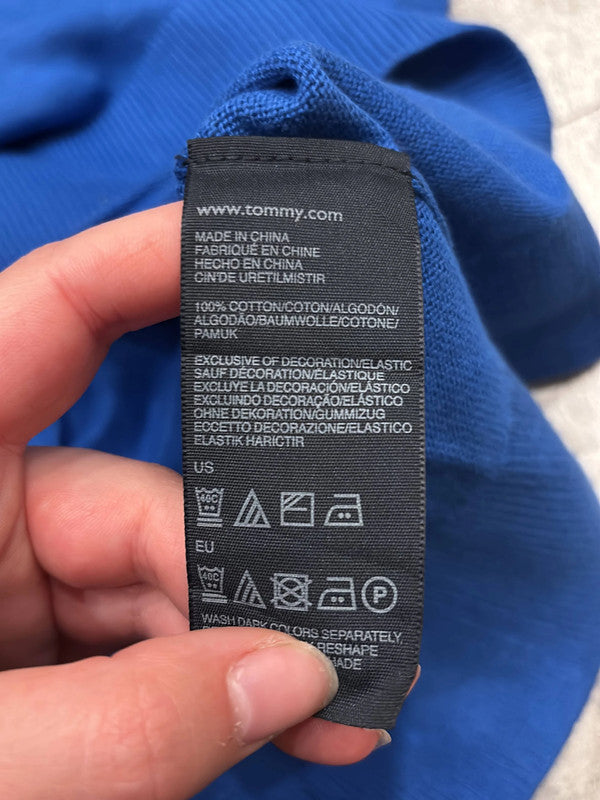 www.tommy.com
MADE IN CHINA
FABRIQUÉ EN CHINE
HECHO EN CHINA
CIN'DE URETILMISTIR
100% COTTON/COTON/ALGODÓN/
ALGODÃO/BAUMWOLLE/COTONE/
PAMUK
EXCLUSIVE OF DECORATION/ELASTIC
SAUF DÉCORATION/ÉLASTIQUE
EXCLUYE LA DECORACIÓN/ELÁSTICO
EXCLUINDO DECORAÇÃO/ELÁSTICO
OHNE DEKORATION/GUMMIZUG
ECCETTO DECORAZIONE/ELASTICO
ELASTIK HARICTIR
US
EU
40C
P
WASH DARK COLORS SEPARATELY,
RESHAPE